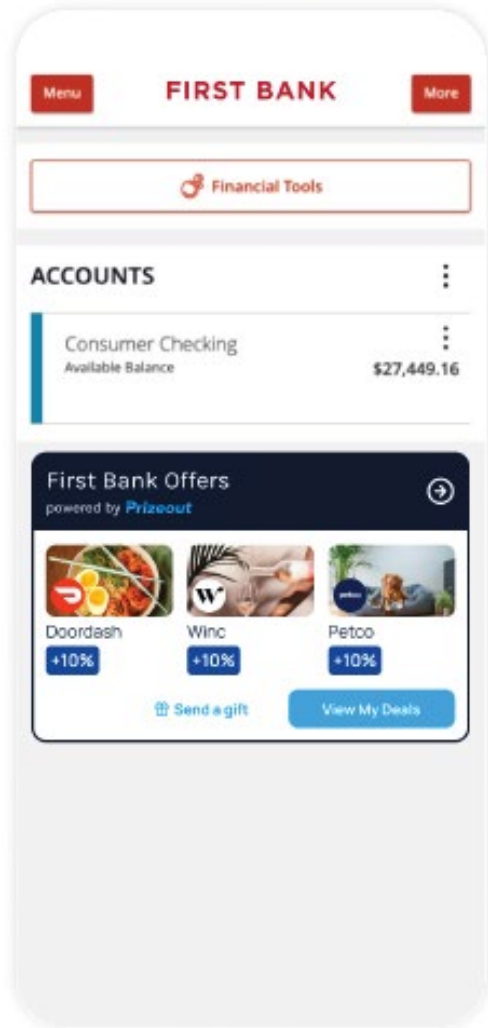 Menu
FIRST BANK
More
Financial Tools
ACCOUNTS
Consumer Checking
Available Balance
$27,449.16
First Bank Offers
powered by Prizeout
W
petco
Doordash
Winc
Petco
+10%
+10%
+10%
Send a gift
View My Deals